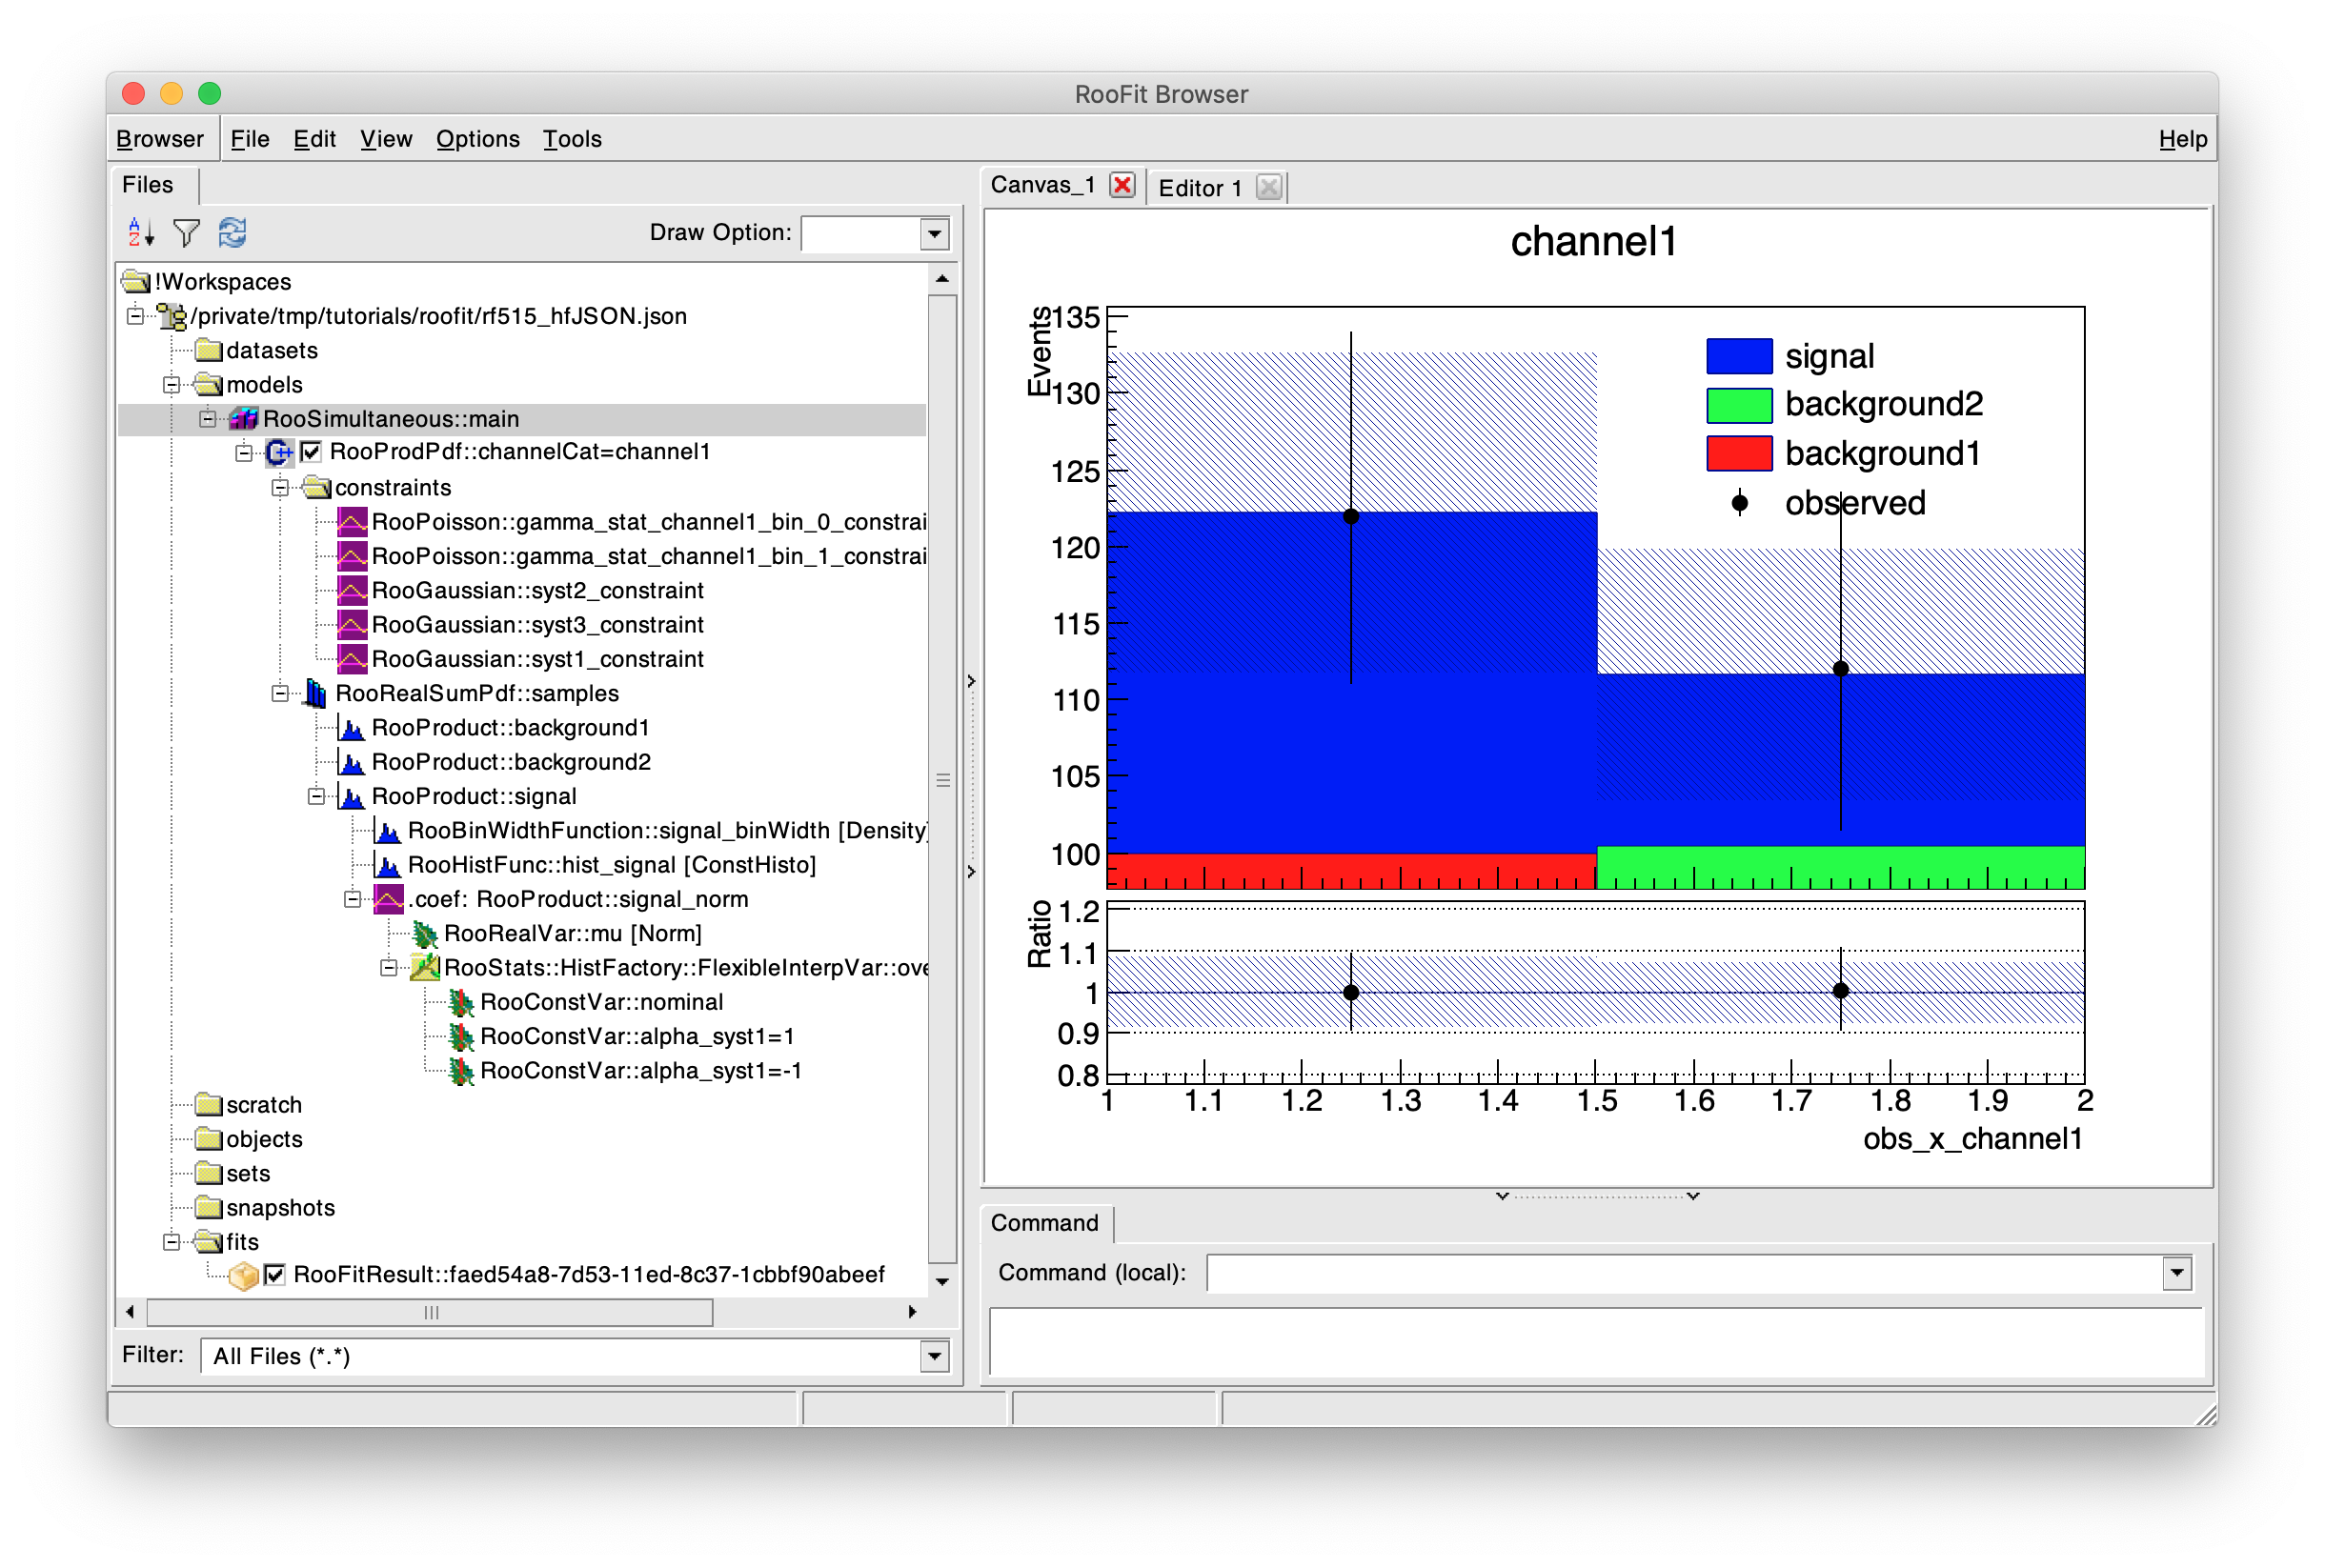 RooFit Browser
Browser File Edit View Options Tools Help
Files
Draw Option:
!Workspaces
/private/tmp/tutorials/roofit/rf515_hfJSON.json
datasets
models
RooSimultaneous::main
RooProdPdf::channelCat=channel1
constraints
RooPoisson::gamma_stat_channel1_bin_0_constrai
RooPoisson::gamma_stat_channel1_bin_1_constrai
RooGaussian::syst2_constraint
RooGaussian::syst3_constraint
RooGaussian::syst1_constraint
RooRealSumPdf::samples
RooProduct::background1
RooProduct::background2
RooProduct::signal
RooBinWidthFunction::signal_binWidth [Density]
RooHistFunc::hist_signal [ConstHisto]
.coef: RooProduct::signal_norm
RooRealVar::mu [Norm]
RooStats::HistFactory::FlexibleInterpVar::ove
RooConstVar::nominal
RooConstVar::alpha_syst1=1
RooConstVar::alpha_syst1=-1
scratch
objects
sets
snapshots
fits
RooFitResult::faed54a8-7d53-11ed-8c37-1cbbf90abeef
Filter: All Files (*.*)
Canvas_1 Editor 1
channel1
Events
135
130
125
120
115
110
105
100
signal
background2
background1
observed
Ratio
1.2
1.1
1
0.9
0.8
1 1.1 1.2 1.3 1.4 1.5 1.6 1.7 1.8 1.9 2
obs_x_channel1
Command
Command (local):